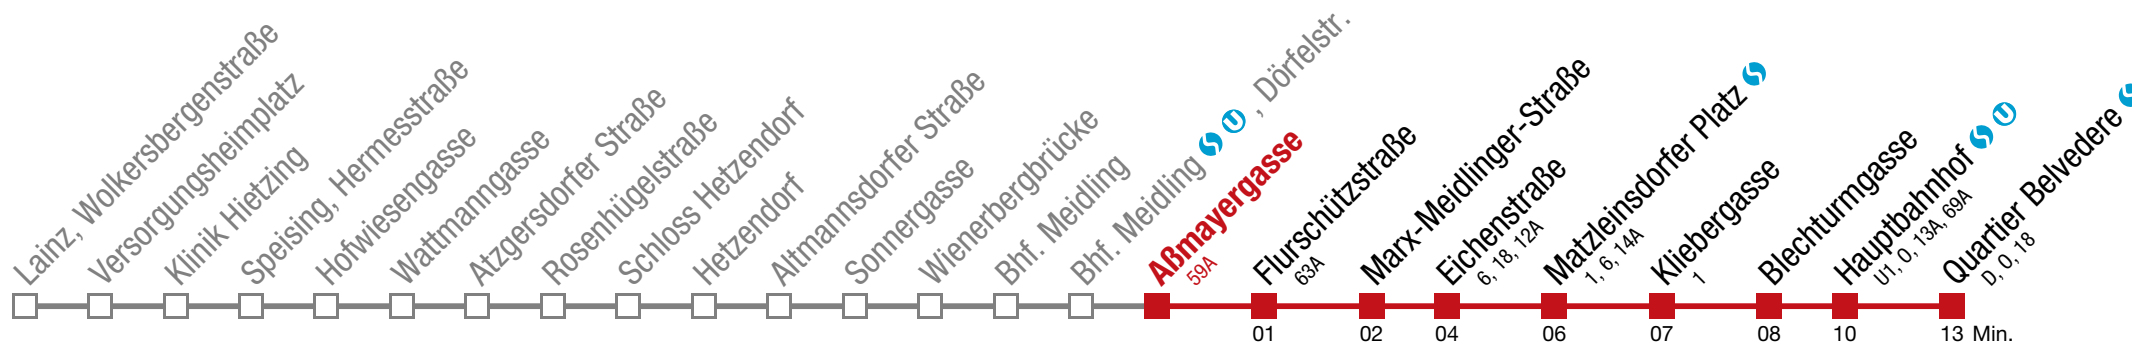 Lainz, Wolkersbergenstraße
Versorgungsheimplatz
Klinik Hietzing
Speising, Hermesstraße
Hofwiesengasse
Wattmanngasse
Atzgersdorfer Straße
Rosenhügelstraße
Schloss Hetzendorf
Hetzendorf
Altmannsdorfer Straße
Sonnergasse
Wienerbergbrücke
Bhf. Meidling
Bhf. Meidling S U , Dörfelstr.
Aßmayergasse
59A
Flurschützstraße
63A
Marx-Meidlinger-Straße
Eichenstraße
6, 18, 12A
Matzleinsdorfer Platz S
1, 6, 14A
Kliebergasse
1
Blechturmgasse
Hauptbahnhof S U
U1, O, 13A, 69A
Quartier Belvedere S
D, O, 18
01 02 04 06 07 08 10 13 Min.